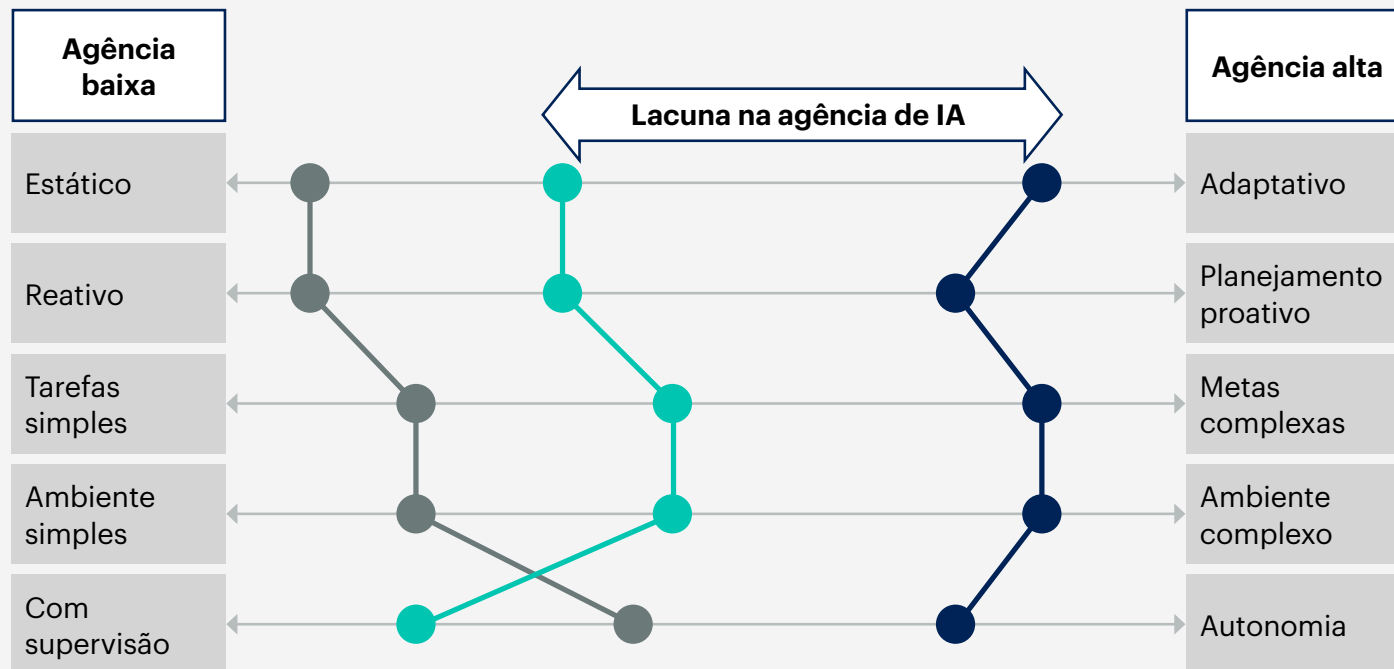 Agência
baixa
Lacuna na agência de IA
Agência alta
Estático
Adaptativo
Reativo
Planejamento
proativo
Tarefas
simples
Metas
complexas
Ambiente
simples
Ambiente
complexo
Com
supervisão
Autonomia